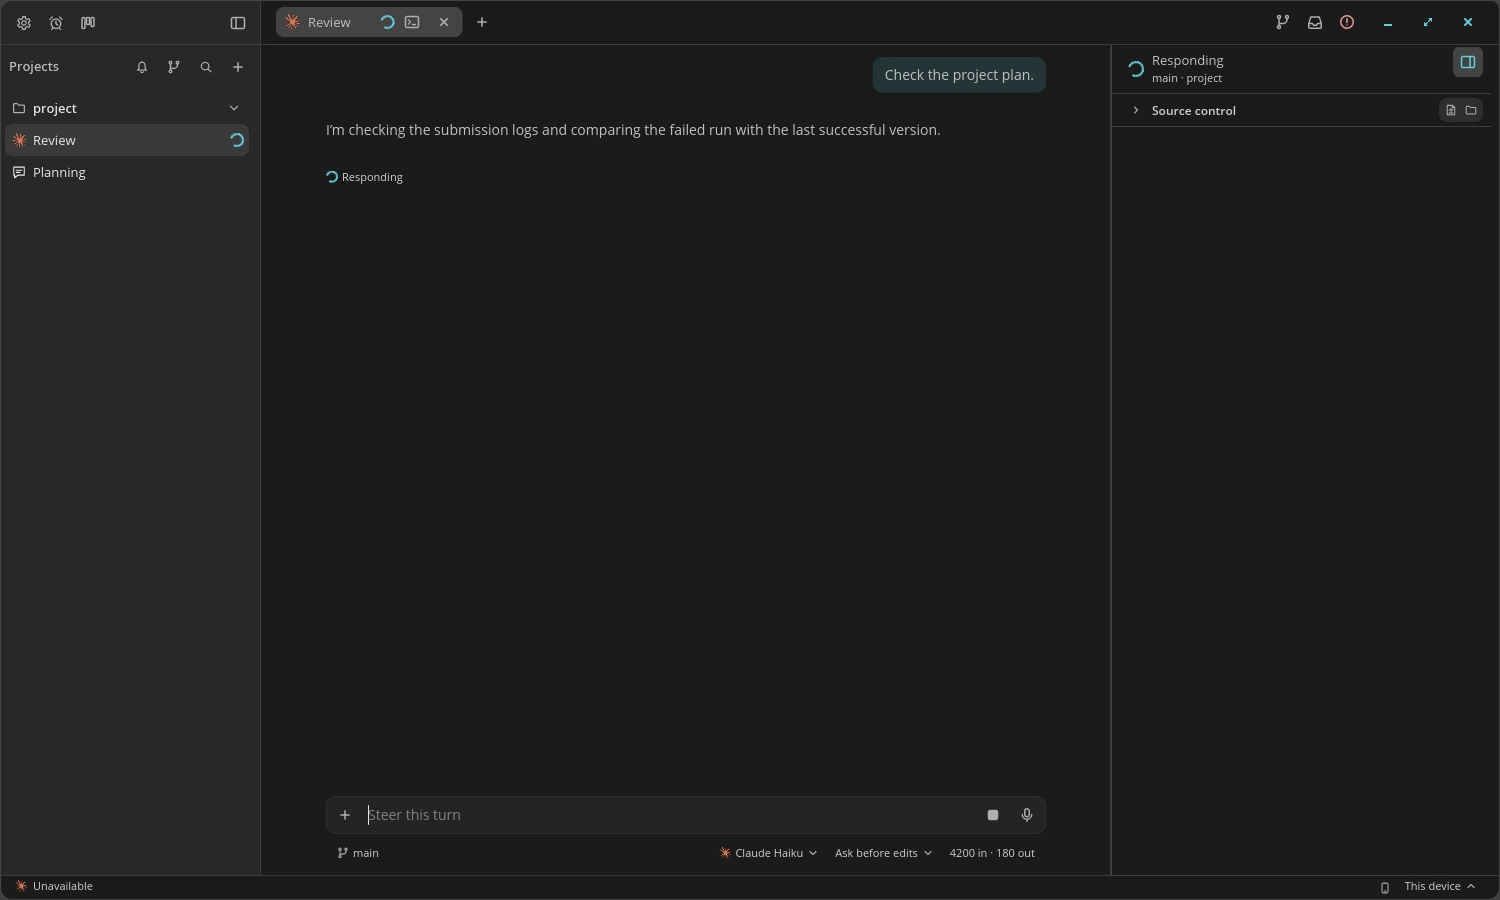 Review
Projects
project
Review
Planning
Check the project plan.
I'm checking the submission logs and comparing the failed run with the last successful version.
Responding
Responding
main · project
Source control
Steer this turn
main
Claude Haiku
Ask before edits
4200 in · 180 out
Unavailable
This device